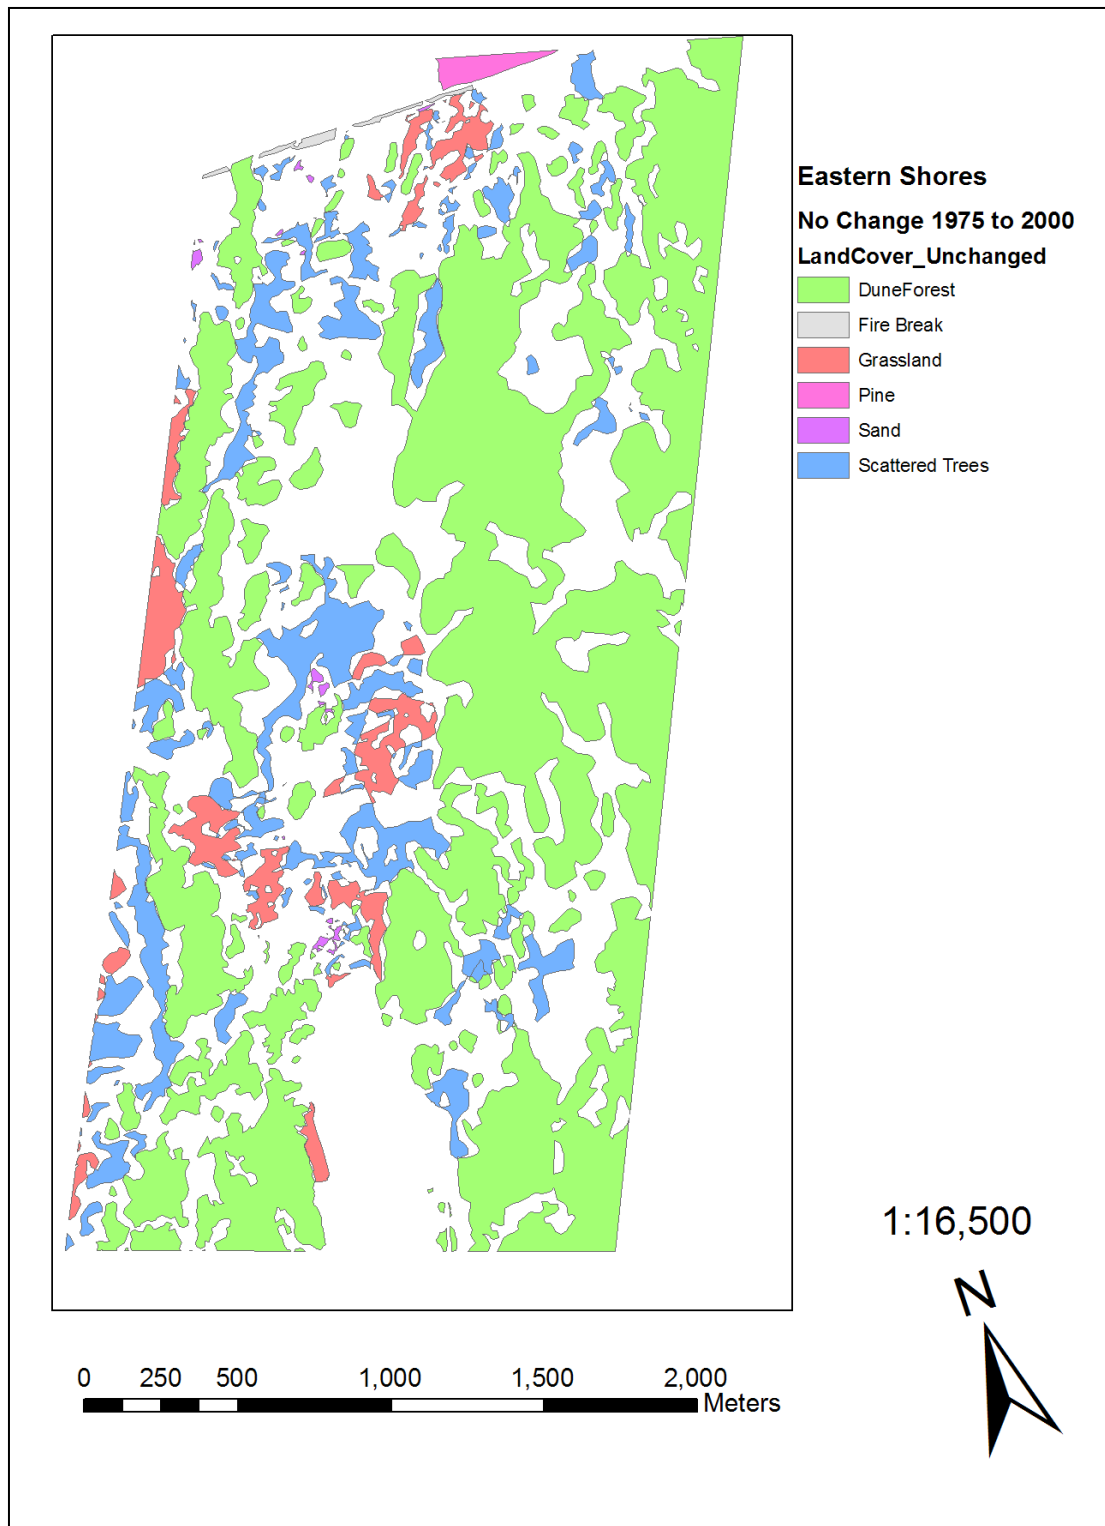 Eastern Shores
No Change 1975 to 2000
LandCover_Unchanged
DuneForest
Fire Break
Grassland
Pine
Sand
Scattered Trees
1:16,500
N
0 250 500 1,000 1,500 2,000
Meters